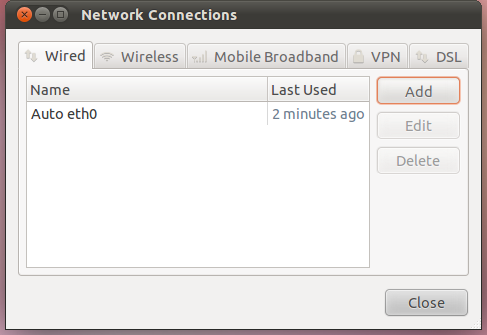 Network Connections
Wired Wireless Mobile Broadband VPN DSL
Name Last Used Add
Auto eth0 2 minutes ago
Edit
Delete
Close